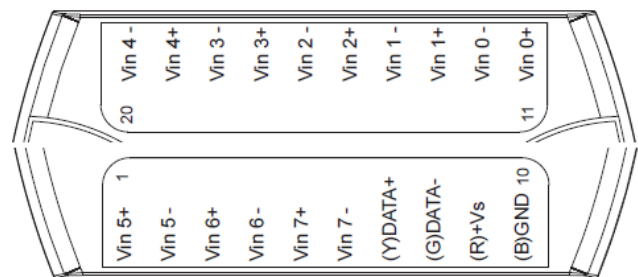 Vin 4 -
Vin 4+
Vin 3 -
Vin 3+
Vin 2 -
Vin 2+
Vin 1 -
Vin 1+
Vin 0 -
Vin 0+
20
11
1
10
Vin 5+
Vin 5 -
Vin 6+
Vin 6 -
Vin 7+
Vin 7 -
(Y)DATA+
(G)DATA-
(R)+Vs
(B)GND